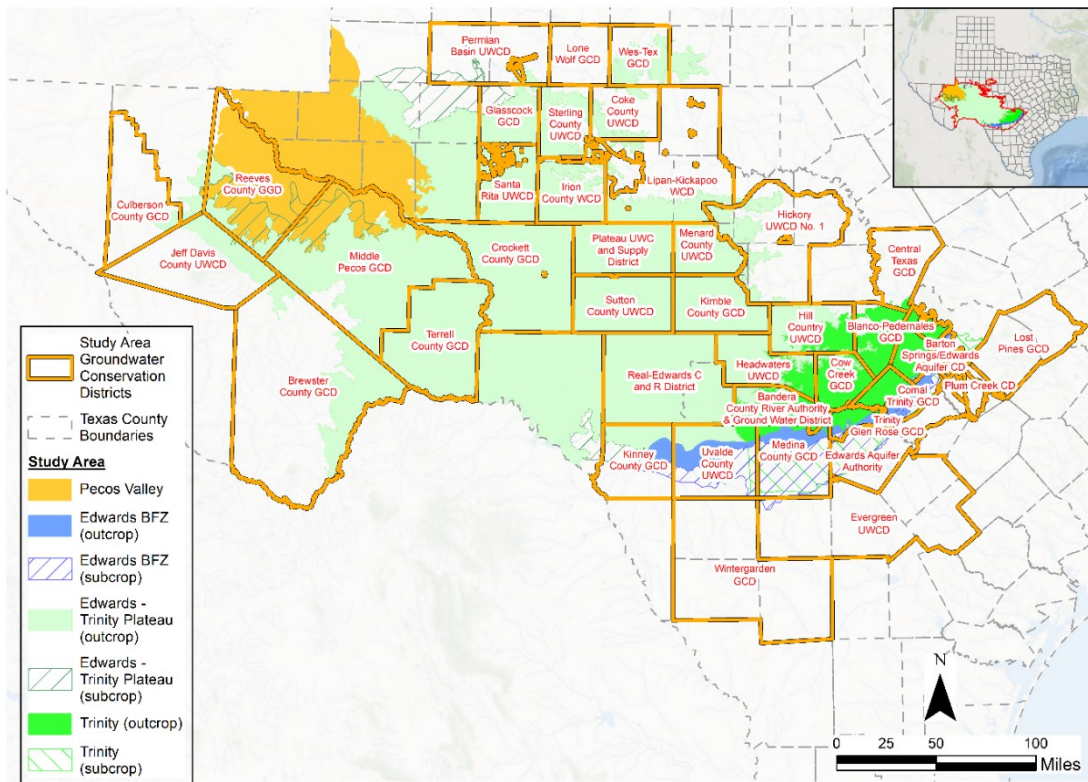 Permian
Basin UWCD
Lone
Wolf GCD
Wes-Tex
GCD
Glasscock
GCD
Sterling
County
UWCD
Coke
County
UWCD
Reeves
County GGD
Santa
Rita UWCD
Irion
County WCD
Lipan-Kickapoo
WCD
Culberson
County GCD
Hickory
UWCD No. 1
Jeff Davis
County UWCD
Middle
Pecos GCD
Crockett
County GCD
Plateau UWC
and Supply
District
Menard
County
UWCD
Central
Texas
GCD
Sutton
County UWCD
Kimble
County GCD
Terrell
County GCD
Hill
Country
UWCD
Blanco-Pedernales
GCD
Barton
Springs/Edwards
Aquifer CD
Lost
Pines GCD
Brewster
County GCD
Real-Edwards C
and R District
Headwaters
UWCD
Cow
Creek
GCD
Comal
Trinity GCD
Plum Creek CD
Bandera
County River Authority
& Ground Water District
Trinity
Glen Rose GCD
Kinney
County GCD
Uvalde
County
UWCD
Medina
County GCD
Edwards Aquifer
Authority
Evergreen
UWCD
Wintergarden
GCD
Study Area
Groundwater
Conservation
Districts
Texas County
Boundaries
Study Area
Pecos Valley
Edwards BFZ
(outcrop)
Edwards BFZ
(subcrop)
Edwards -
Trinity Plateau
(outcrop)
Edwards -
Trinity Plateau
(subcrop)
Trinity (outcrop)
Trinity
(subcrop)
N
0 25 50 100
Miles